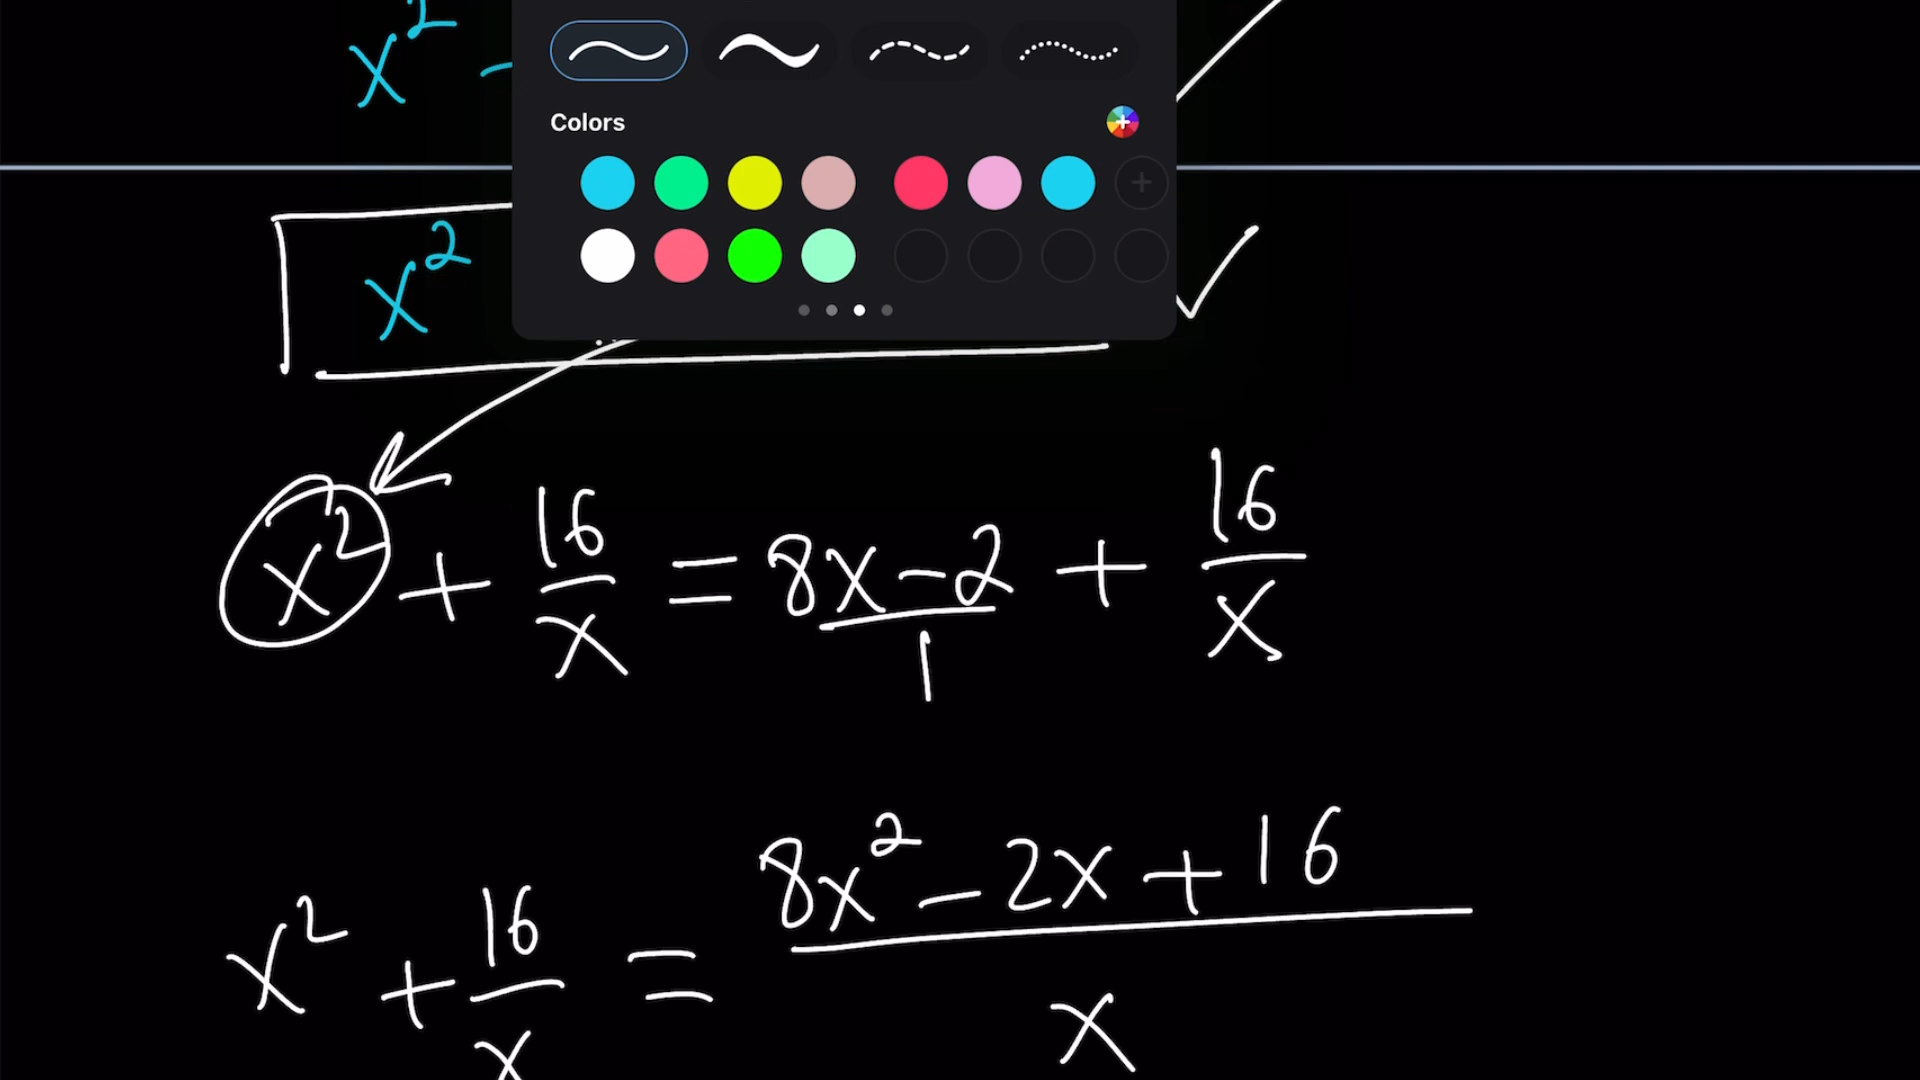 x² -
Colors
x²
x² + 16/x = 8x-2/1 + 16/x
x² + 16/x = 8x² - 2x + 16/x